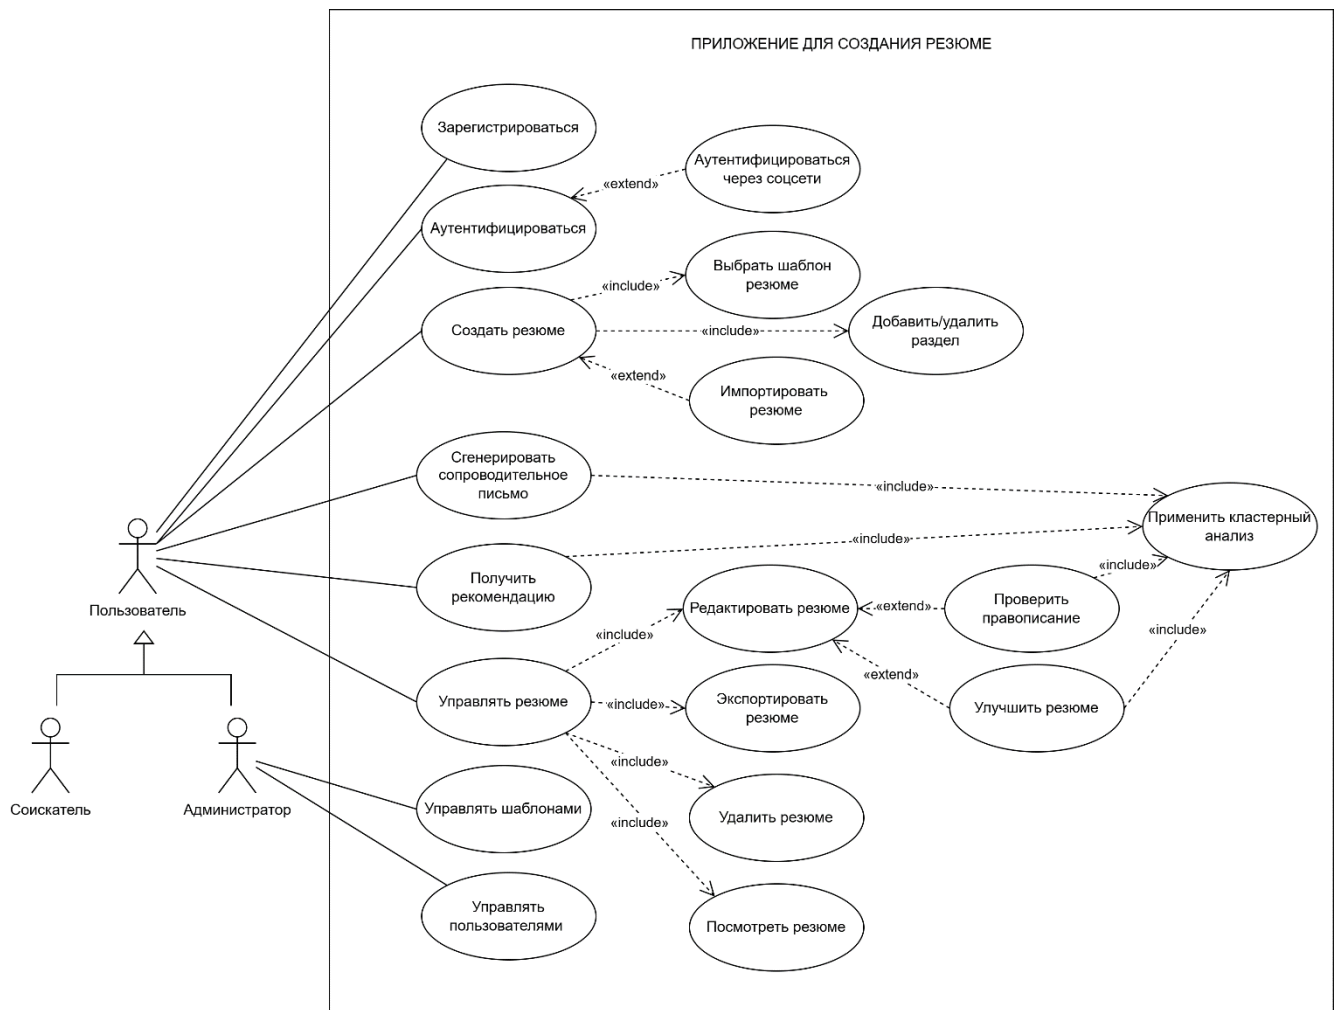 ПРИЛОЖЕНИЕ ДЛЯ СОЗДАНИЯ РЕЗЮМЕ
Зарегистрироваться
Аутентифицироваться
через соцсети
«extend»
Аутентифицироваться
Выбрать шаблон
резюме
«include»
Создать резюме
«include»
Добавить/удалить
раздел
«extend»
Импортировать
резюме
Сгенерировать
сопроводительное
письмо
«include»
Применить кластерный
анализ
«include»
«include»
Получить
рекомендацию
Пользователь
Редактировать резюме
«extend»
Проверить
правописание
«include»
«include»
«extend»
Управлять резюме
«include»
Экспортировать
резюме
Улучшить резюме
«include»
Соискатель
Администратор
Управлять шаблонами
«include»
Удалить резюме
Управлять
пользователями
Посмотреть резюме